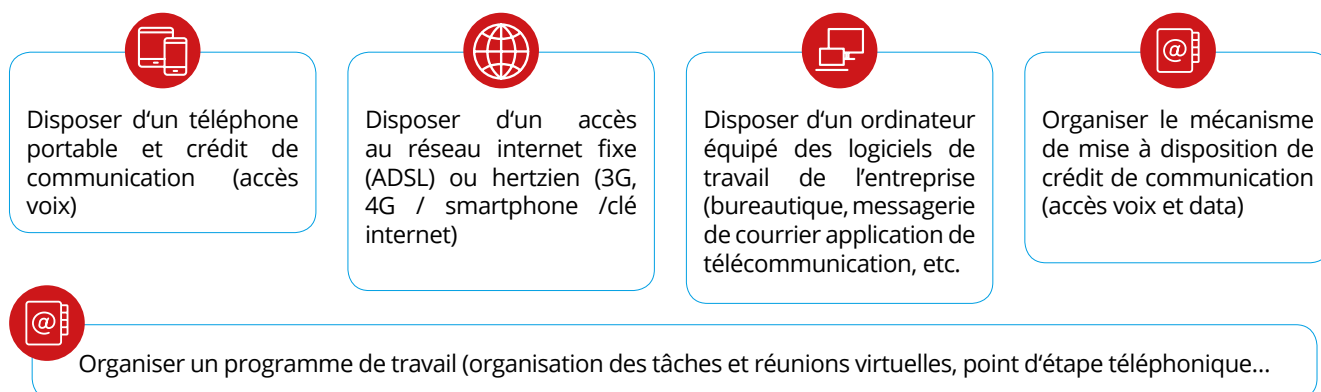 Disposer d‘un téléphone
portable et crédit de
communication (accès
voix)
Disposer d‘un accès
au réseau internet fixe
(ADSL) ou hertzien (3G,
4G / smartphone /clé
internet)
Disposer d‘un ordinateur
équipé des logiciels de
travail de l’entreprise
(bureautique, messagerie
de courrier application de
télécommunication, etc.
@
Organiser le mécanisme
de mise à disposition de
crédit de communication
(accès voix et data)
@
Organiser un programme de travail (organisation des tâches et réunions virtuelles, point d‘étape téléphonique...